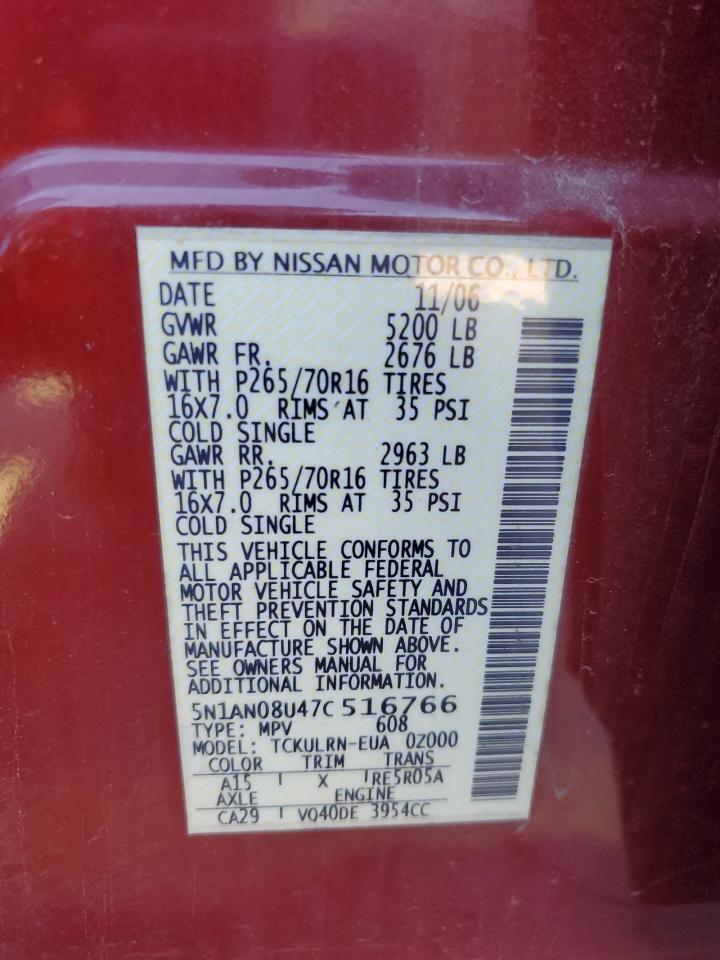 MFD BY NISSAN MOTOR CO., LTD.
DATE 11/06
GVWR 5200 LB
GAWR FR. 2676 LB
WITH P265/70R16 TIRES
16X7.0 RIMS AT 35 PSI
COLD SINGLE
GAWR RR. 2963 LB
WITH P265/70R16 TIRES
16X7.0 RIMS AT 35 PSI
COLD SINGLE
THIS VEHICLE CONFORMS TO
ALL APPLICABLE FEDERAL
MOTOR VEHICLE SAFETY AND
THEFT PREVENTION STANDARDS
IN EFFECT ON THE DATE OF
MANUFACTURE SHOWN ABOVE.
SEE OWNERS MANUAL FOR
ADDITIONAL INFORMATION.
5N1AN08U47C516766
TYPE: MPV 608
MODEL: TCKULRN-EUA 0Z000
COLOR TRIM TRANS
A15 X RE5R05A
AXLE ENGINE
CA29 VQ40DE 3954CC